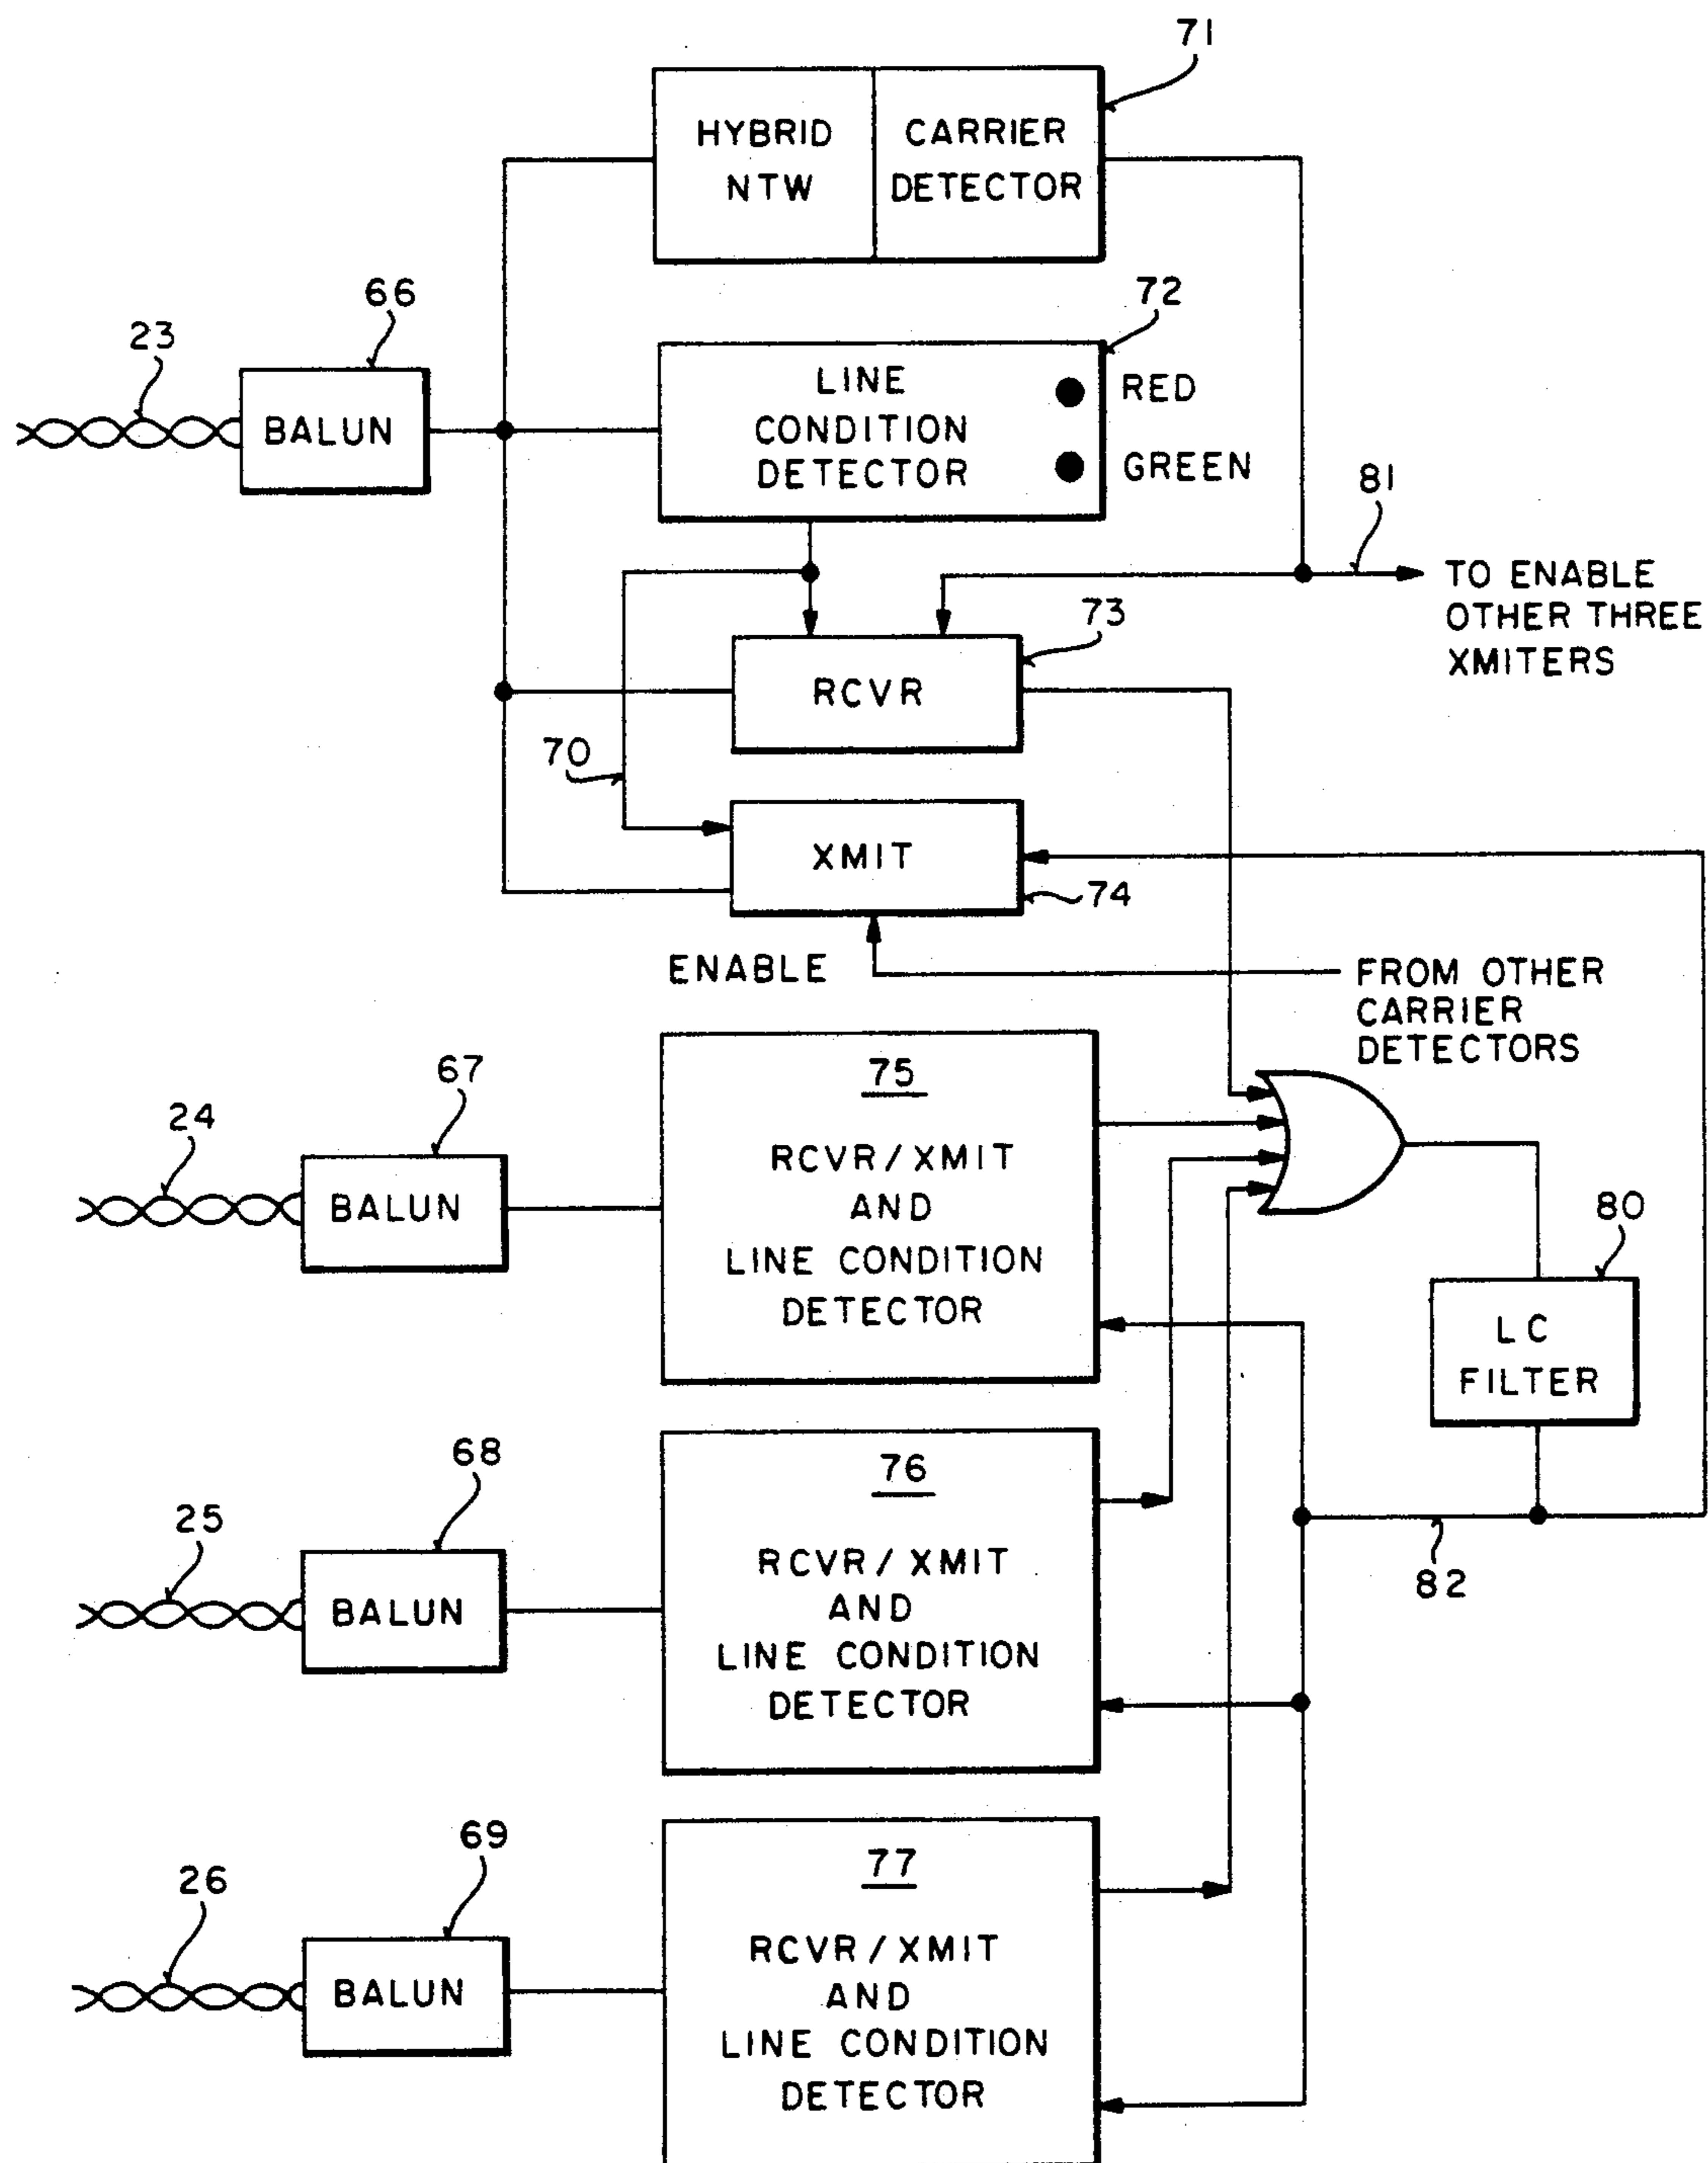 71
HYBRID
NTW
CARRIER
DETECTOR
66
23
BALUN
72
LINE
CONDITION
DETECTOR
RED
GREEN
81
TO ENABLE
OTHER THREE
XMITERS
73
RCVR
70
XMIT
74
ENABLE
FROM OTHER
CARRIER
DETECTORS
67
24
BALUN
75
RCVR/XMIT
AND
LINE CONDITION
DETECTOR
80
LC
FILTER
82
68
25
BALUN
76
RCVR/XMIT
AND
LINE CONDITION
DETECTOR
69
26
BALUN
77
RCVR/XMIT
AND
LINE CONDITION
DETECTOR